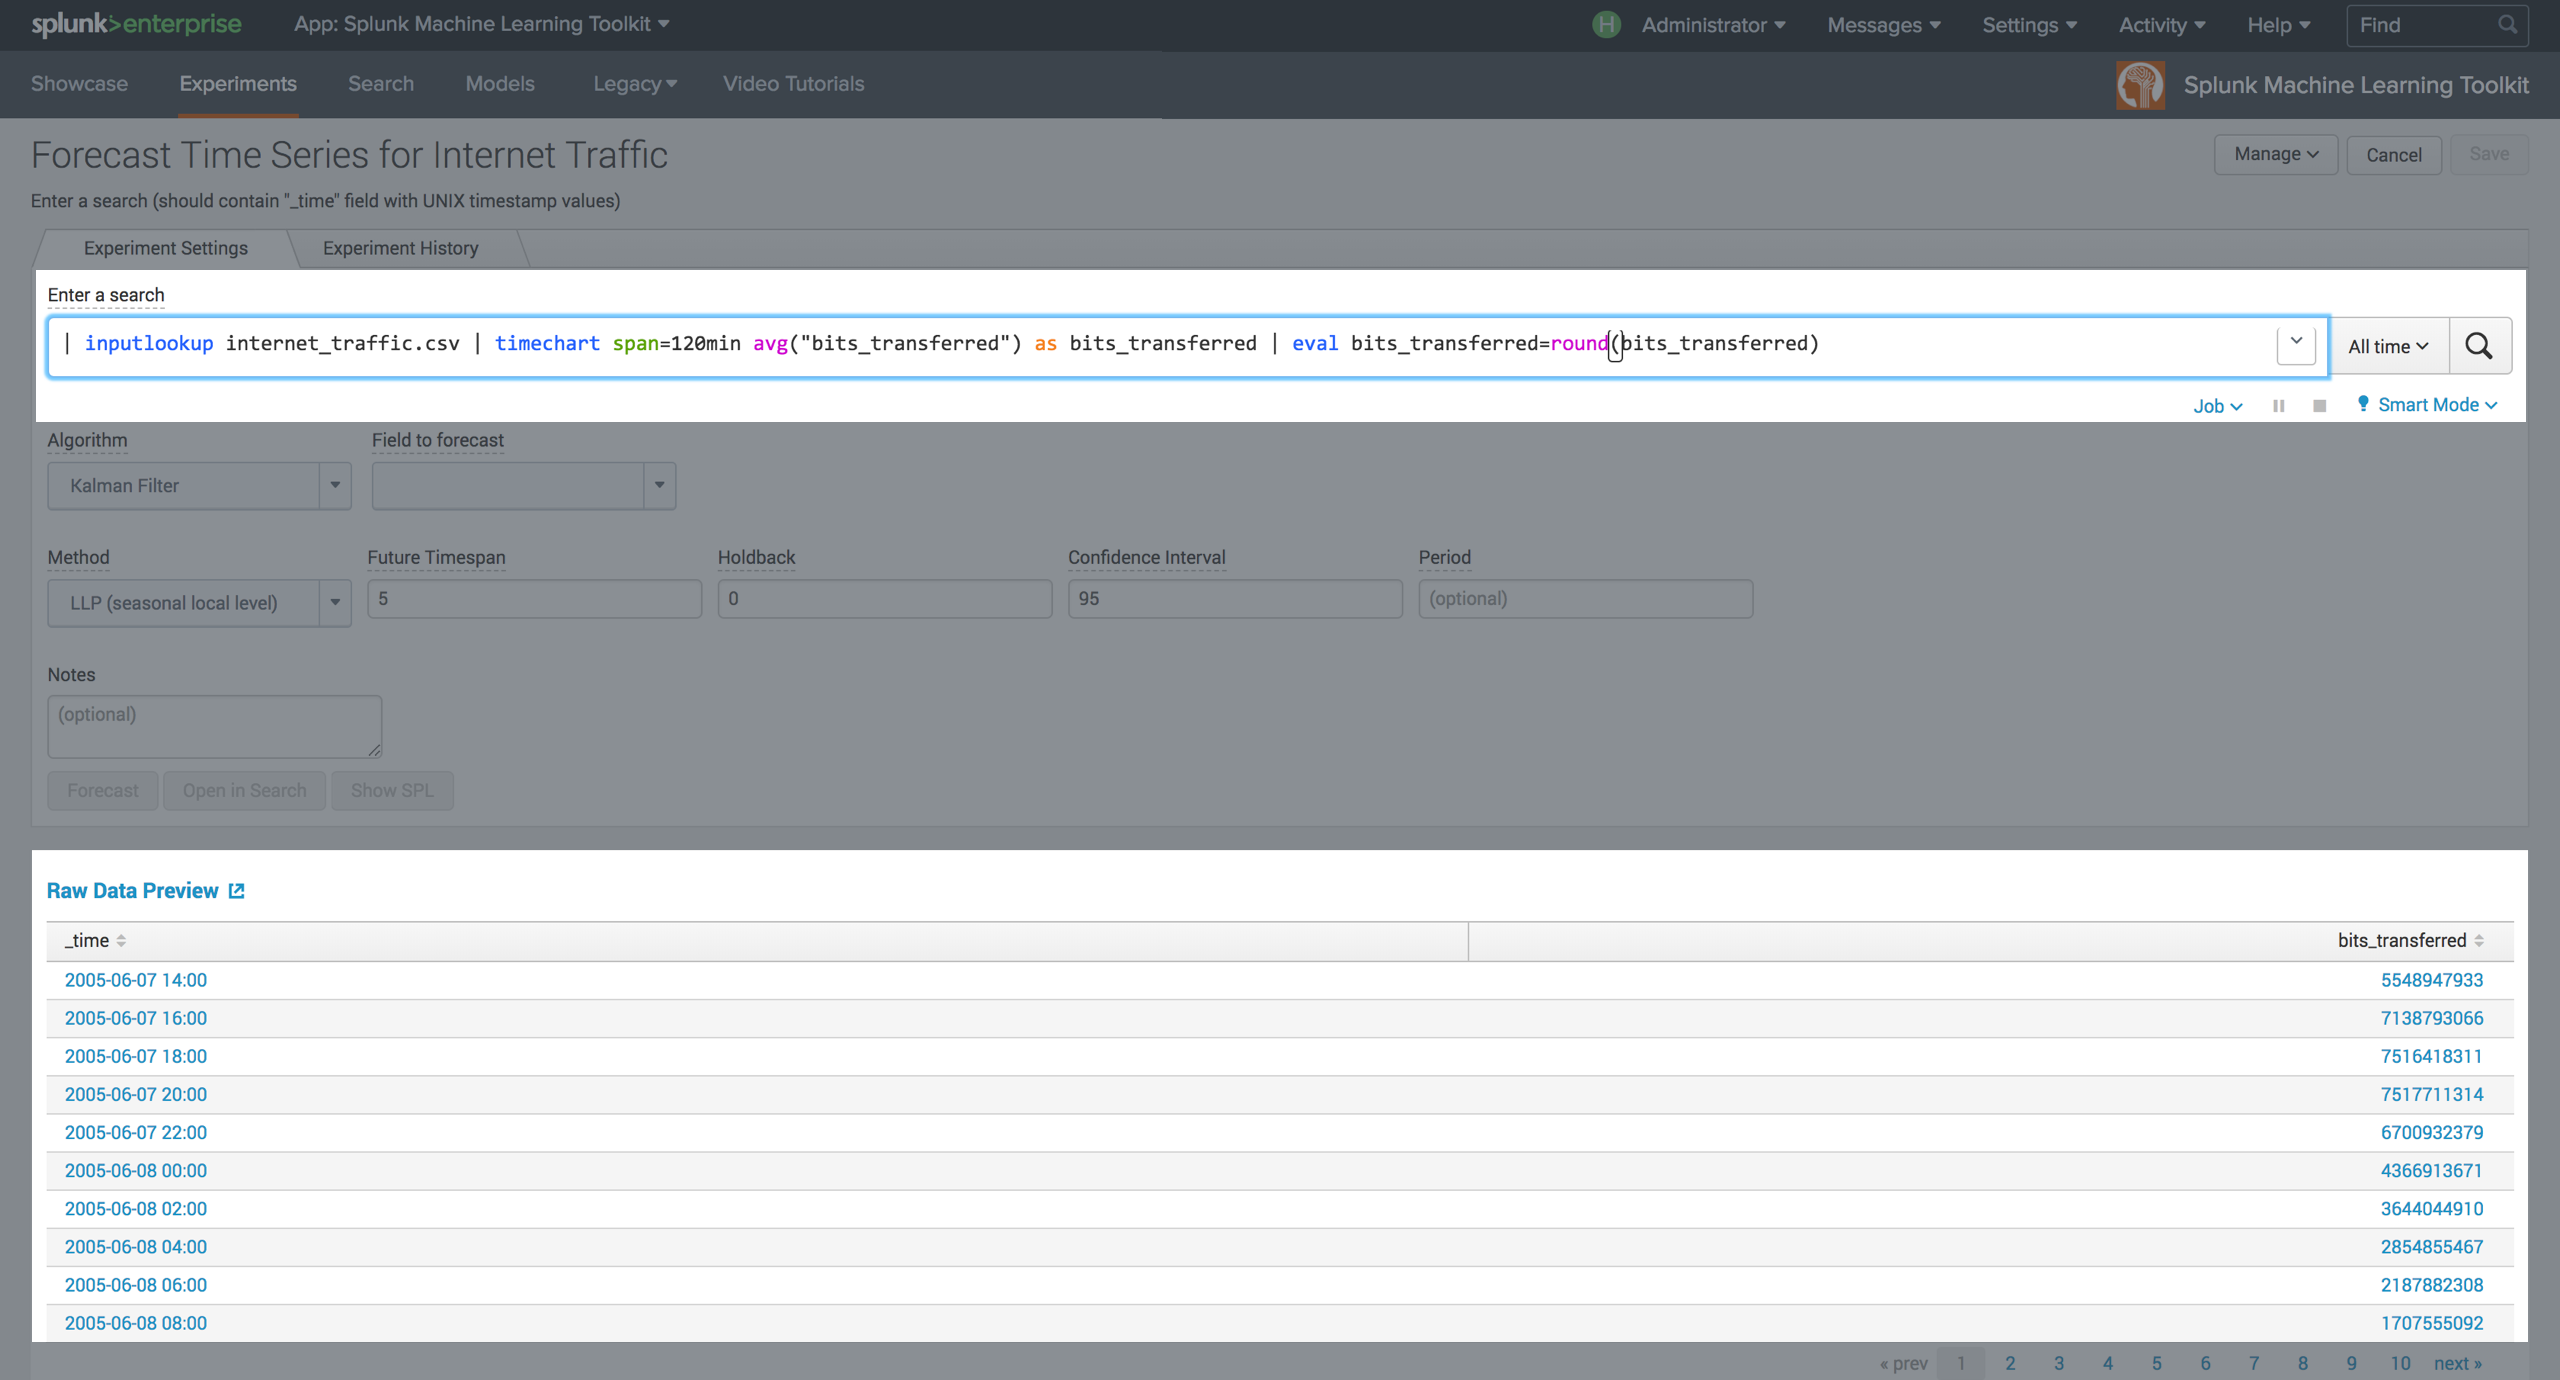 splunk>enterprise App: Splunk Machine Learning Toolkit H Administrator Messages Settings Activity Help Find
Showcase Experiments Search Models Legacy Video Tutorials Splunk Machine Learning Toolkit
Forecast Time Series for Internet Traffic Manage Cancel Save
Enter a search (should contain "_time" field with UNIX timestamp values)
Experiment Settings Experiment History
Enter a search
| inputlookup internet_traffic.csv | timechart span=120min avg("bits_transferred") as bits_transferred | eval bits_transferred=round(bits_transferred) All time
Job Smart Mode
Algorithm Field to forecast
Kalman Filter
Method Future Timespan Holdback Confidence Interval Period
LLP (seasonal local level) 5 0 95 (optional)
Notes
(optional)
Forecast Open in Search Show SPL
Raw Data Preview
_time bits_transferred
2005-06-07 14:00 5548947933
2005-06-07 16:00 7138793066
2005-06-07 18:00 7516418311
2005-06-07 20:00 7517711314
2005-06-07 22:00 6700932379
2005-06-08 00:00 4366913671
2005-06-08 02:00 3644044910
2005-06-08 04:00 2854855467
2005-06-08 06:00 2187882308
2005-06-08 08:00 1707555092
« prev 1 2 3 4 5 6 7 8 9 10 next »